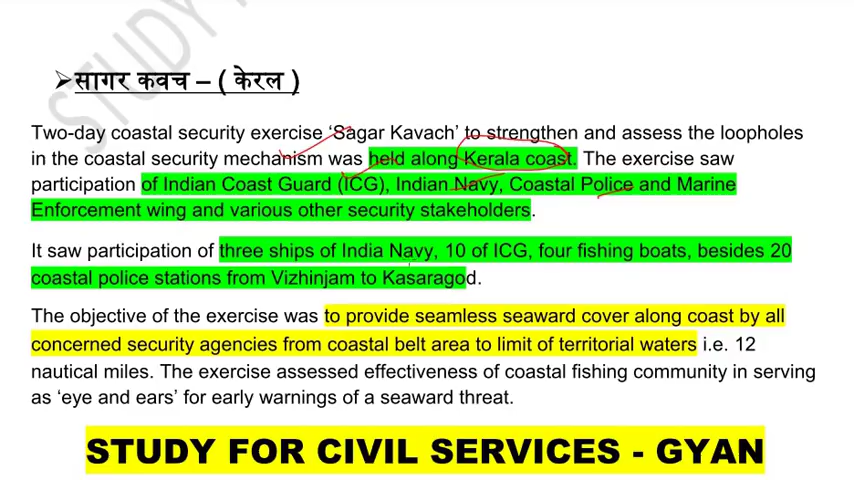 STUDY
➢सागर कवच – ( केरल )
Two-day coastal security exercise ‘Sagar Kavach’ to strengthen and assess the loopholes
in the coastal security mechanism was held along Kerala coast. The exercise saw
participation of Indian Coast Guard (ICG), Indian Navy, Coastal Police and Marine
Enforcement wing and various other security stakeholders.
It saw participation of three ships of India Navy, 10 of ICG, four fishing boats, besides 20
coastal police stations from Vizhinjam to Kasaragod.
The objective of the exercise was to provide seamless seaward cover along coast by all
concerned security agencies from coastal belt area to limit of territorial waters i.e. 12
nautical miles. The exercise assessed effectiveness of coastal fishing community in serving
as ‘eye and ears’ for early warnings of a seaward threat.
STUDY FOR CIVIL SERVICES - GYAN